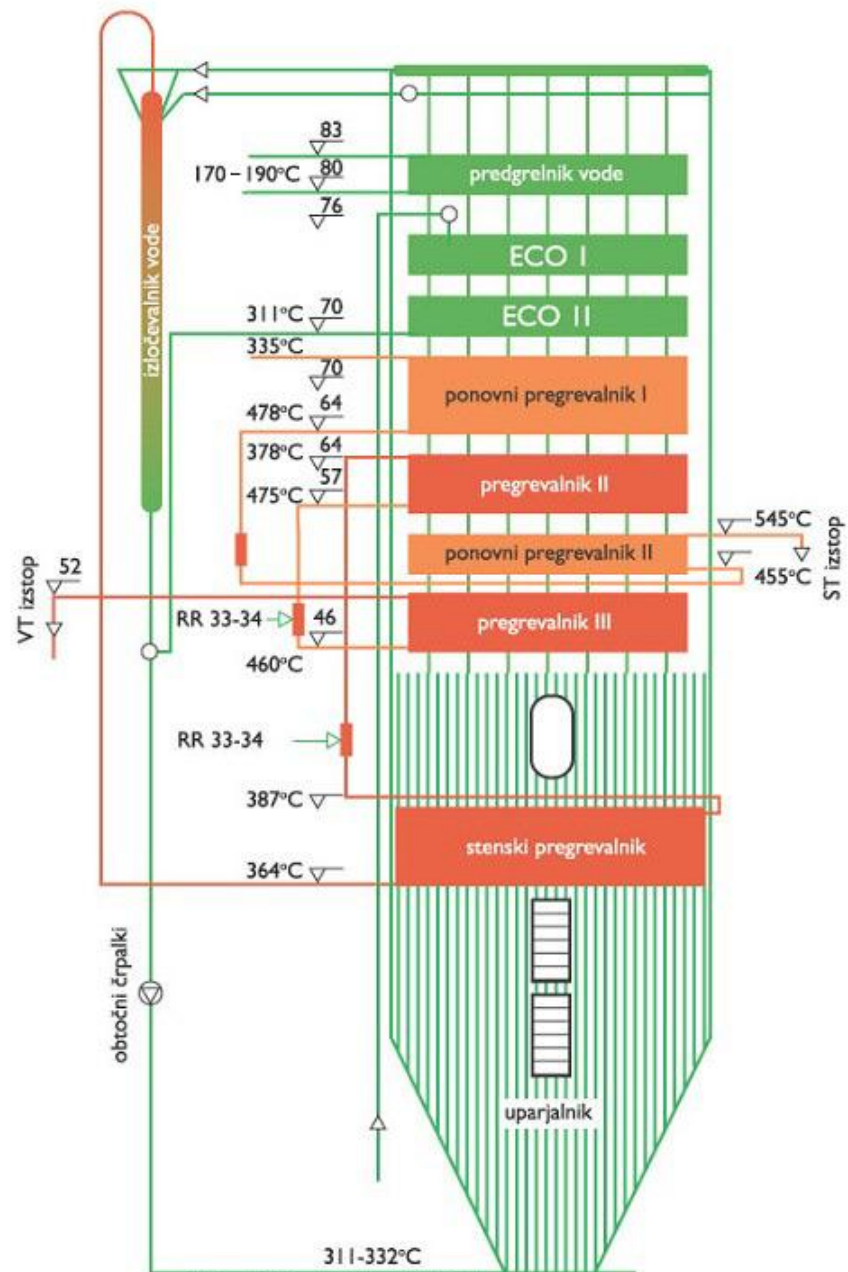 83
170 – 190°C 80
predgrelnik vode
76
ECO I
izločevalnik vode
311°C 70
ECO II
335°C
70
ponovni pregrevalnik I
478°C 64
378°C 64
475°C 57
pregrevalnik II
545°C
ponovni pregrevalnik II
455°C
ST izstop
VT izstop
52
RR 33-34
46
pregrevalnik III
460°C
RR 33-34
387°C
stenski pregrevalnik
364°C
obtočni črpalki
uparjalnik
311-332°C